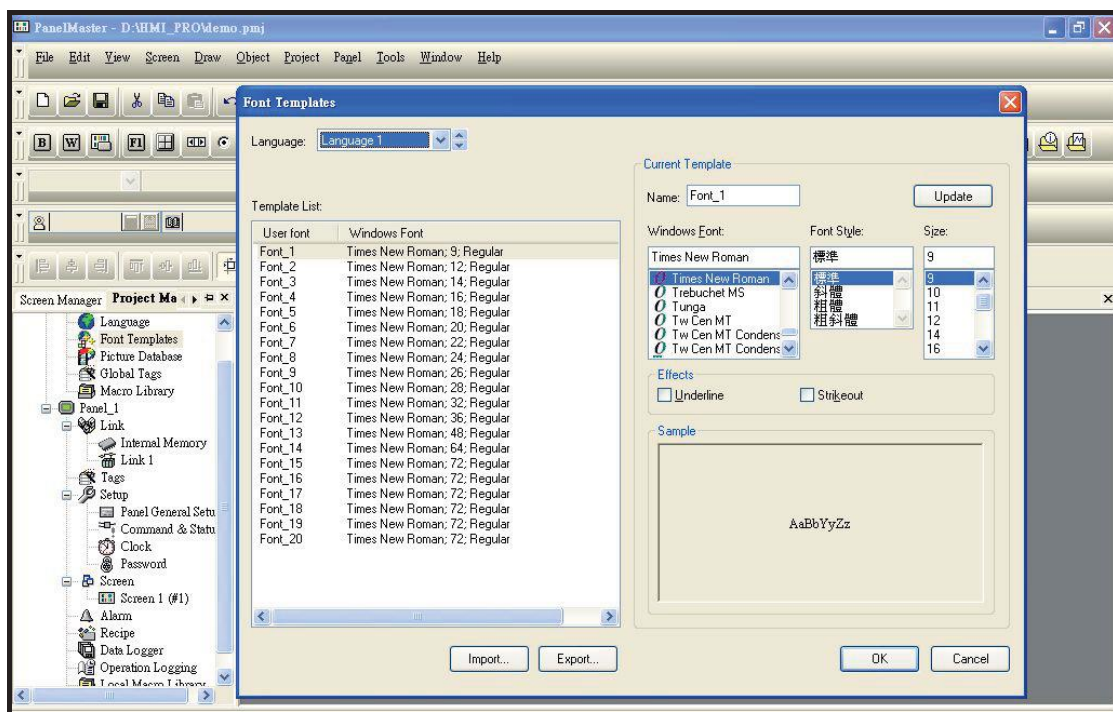 PanelMaster - D:\HMI_PRO\demo.pmj
File Edit View Screen Draw Object Project Panel Tools Window Help
B W F1
Screen Manager Project Ma
Language
Font Templates
Picture Database
Global Tags
Macro Library
Panel_1
Link
Internal Memory
Link 1
Tags
Setup
Panel General Setu
Command & Statu
Clock
Password
Screen
Screen 1 (#1)
Alarm
Recipe
Data Logger
Operation Logging
Local Macro Library
Font Templates
Language: Language 1
Template List:
User font Windows Font
Font_1 Times New Roman; 9; Regular
Font_2 Times New Roman; 12; Regular
Font_3 Times New Roman; 14; Regular
Font_4 Times New Roman; 16; Regular
Font_5 Times New Roman; 18; Regular
Font_6 Times New Roman; 20; Regular
Font_7 Times New Roman; 22; Regular
Font_8 Times New Roman; 24; Regular
Font_9 Times New Roman; 26; Regular
Font_10 Times New Roman; 28; Regular
Font_11 Times New Roman; 32; Regular
Font_12 Times New Roman; 36; Regular
Font_13 Times New Roman; 48; Regular
Font_14 Times New Roman; 64; Regular
Font_15 Times New Roman; 72; Regular
Font_16 Times New Roman; 72; Regular
Font_17 Times New Roman; 72; Regular
Font_18 Times New Roman; 72; Regular
Font_19 Times New Roman; 72; Regular
Font_20 Times New Roman; 72; Regular
Import... Export...
Current Template
Name: Font_1 Update
Windows Font: Font Style: Size:
Times New Roman 標準 9
Times New Roman 標準 9
Trebuchet MS 斜體 10
Tunga 粗體 11
Tw Cen MT 粗斜體 12
Tw Cen MT Condens 14
Tw Cen MT Condens 16
Effects
Underline Strikeout
Sample
AaBbYyZz
OK Cancel